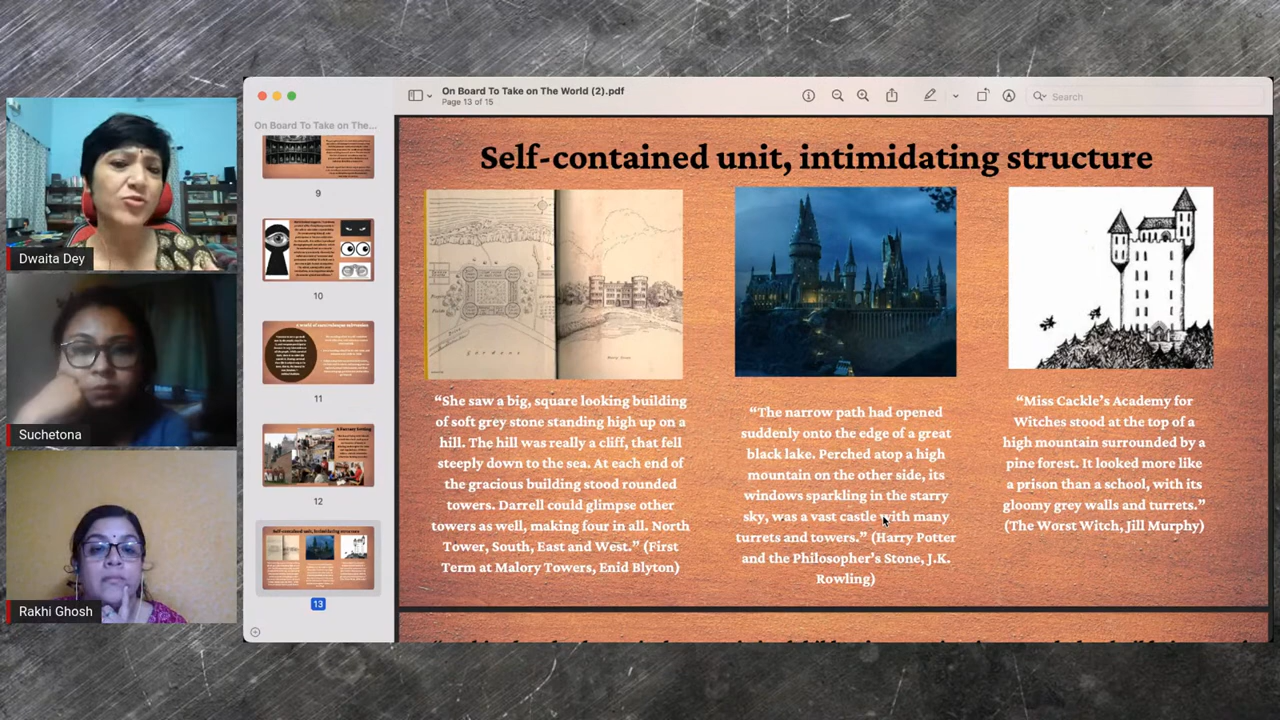 Dwaita Dey
Suchetona
Rakhi Ghosh
On Board To Take on The World (2).pdf
Page 13 of 15
Search
On Board To Take on The...
9
10
11
12
13
Self-contained unit, intimidating structure
“She saw a big, square looking building
of soft grey stone standing high up on a
hill. The hill was really a cliff, that fell
steeply down to the sea. At each end of
the gracious building stood rounded
towers. Darrell could glimpse other
towers as well, making four in all. North
Tower, South, East and West.” (First
Term at Malory Towers, Enid Blyton)
“The narrow path had opened
suddenly onto the edge of a great
black lake. Perched atop a high
mountain on the other side, its
windows sparkling in the starry
sky, was a vast castle with many
turrets and towers.” (Harry Potter
and the Philosopher's Stone, J.K.
Rowling)
“Miss Cackle’s Academy for
Witches stood at the top of a
high mountain surrounded by a
pine forest. It looked more like
a prison than a school, with its
gloomy grey walls and turrets.”
(The Worst Witch, Jill Murphy)